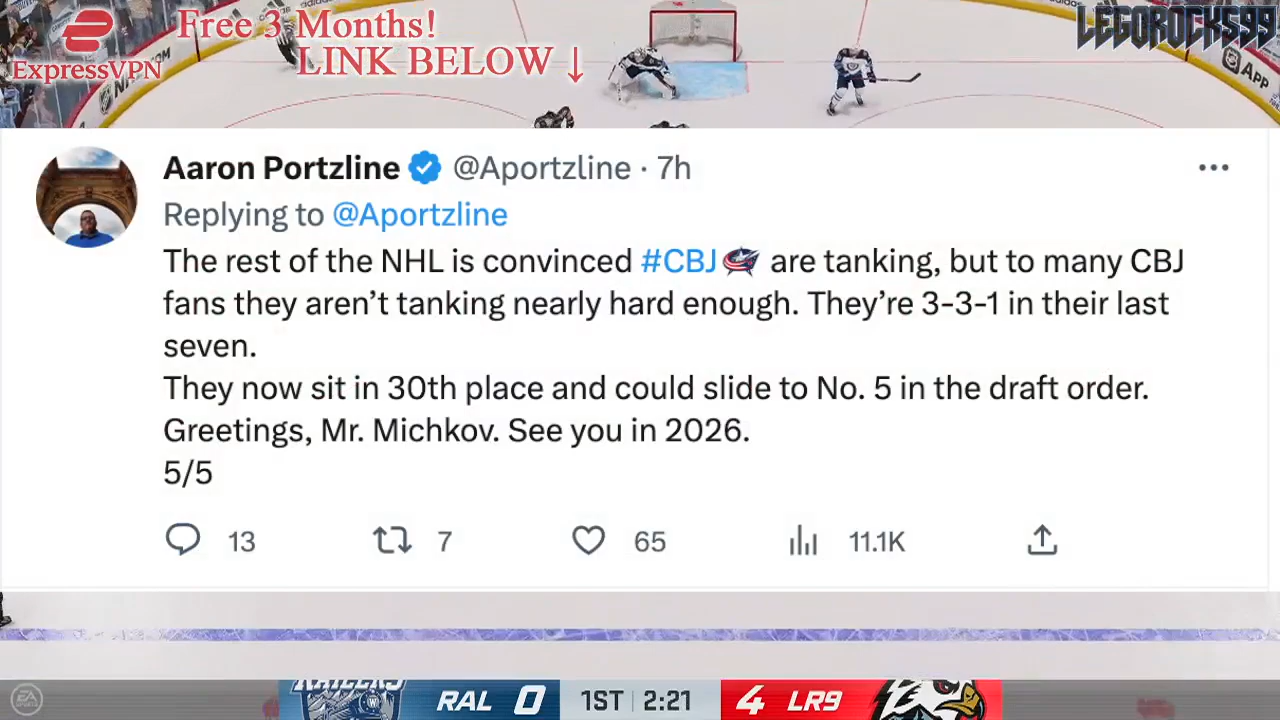 Free 3 Months!
LINK BELOW ↓
ExpressVPN
LEGOROCKS99
App
Aaron Portzline @Aportzline · 7h
Replying to @Aportzline
The rest of the NHL is convinced #CBJ are tanking, but to many CBJ
fans they aren't tanking nearly hard enough. They're 3-3-1 in their last
seven.
They now sit in 30th place and could slide to No. 5 in the draft order.
Greetings, Mr. Michkov. See you in 2026.
5/5
13 7 65 11.1K
EA
RAL 0 1ST 2:21 4 LR9